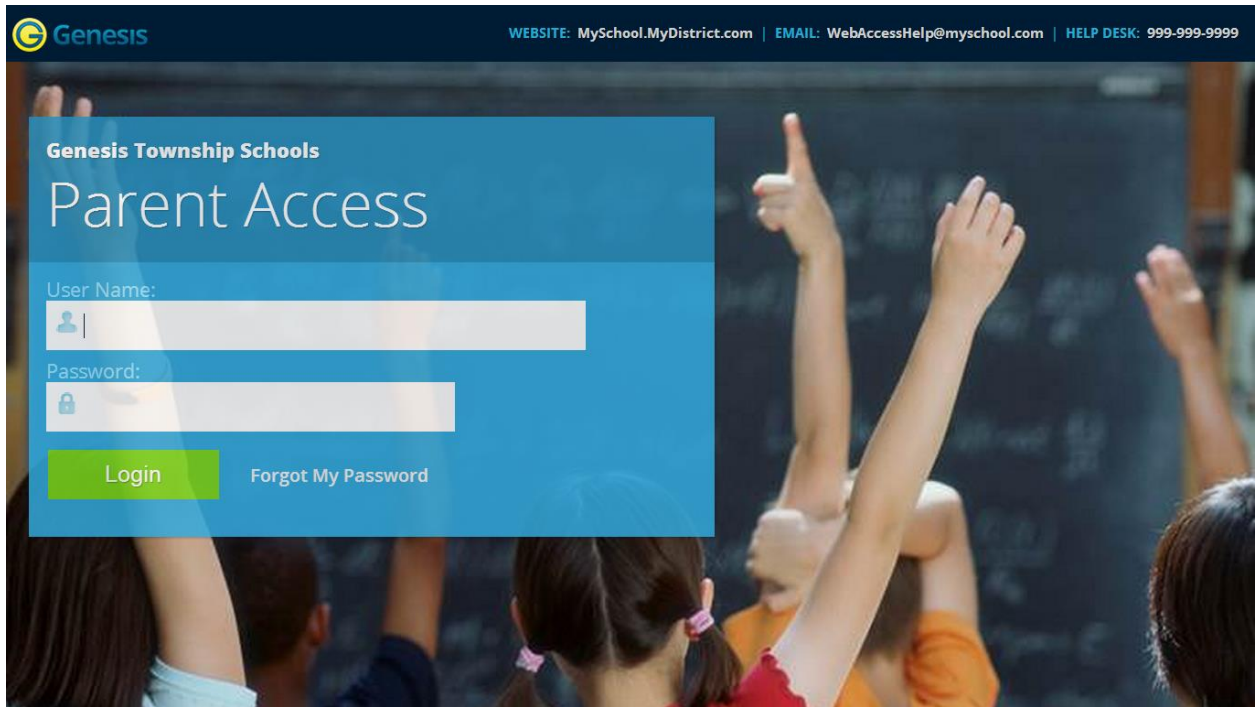 Genesis
WEBSITE: MySchool.MyDistrict.com | EMAIL: WebAccessHelp@myschool.com | HELP DESK: 999-999-9999
Genesis Township Schools
Parent Access
User Name:
Password:
Login
Forgot My Password